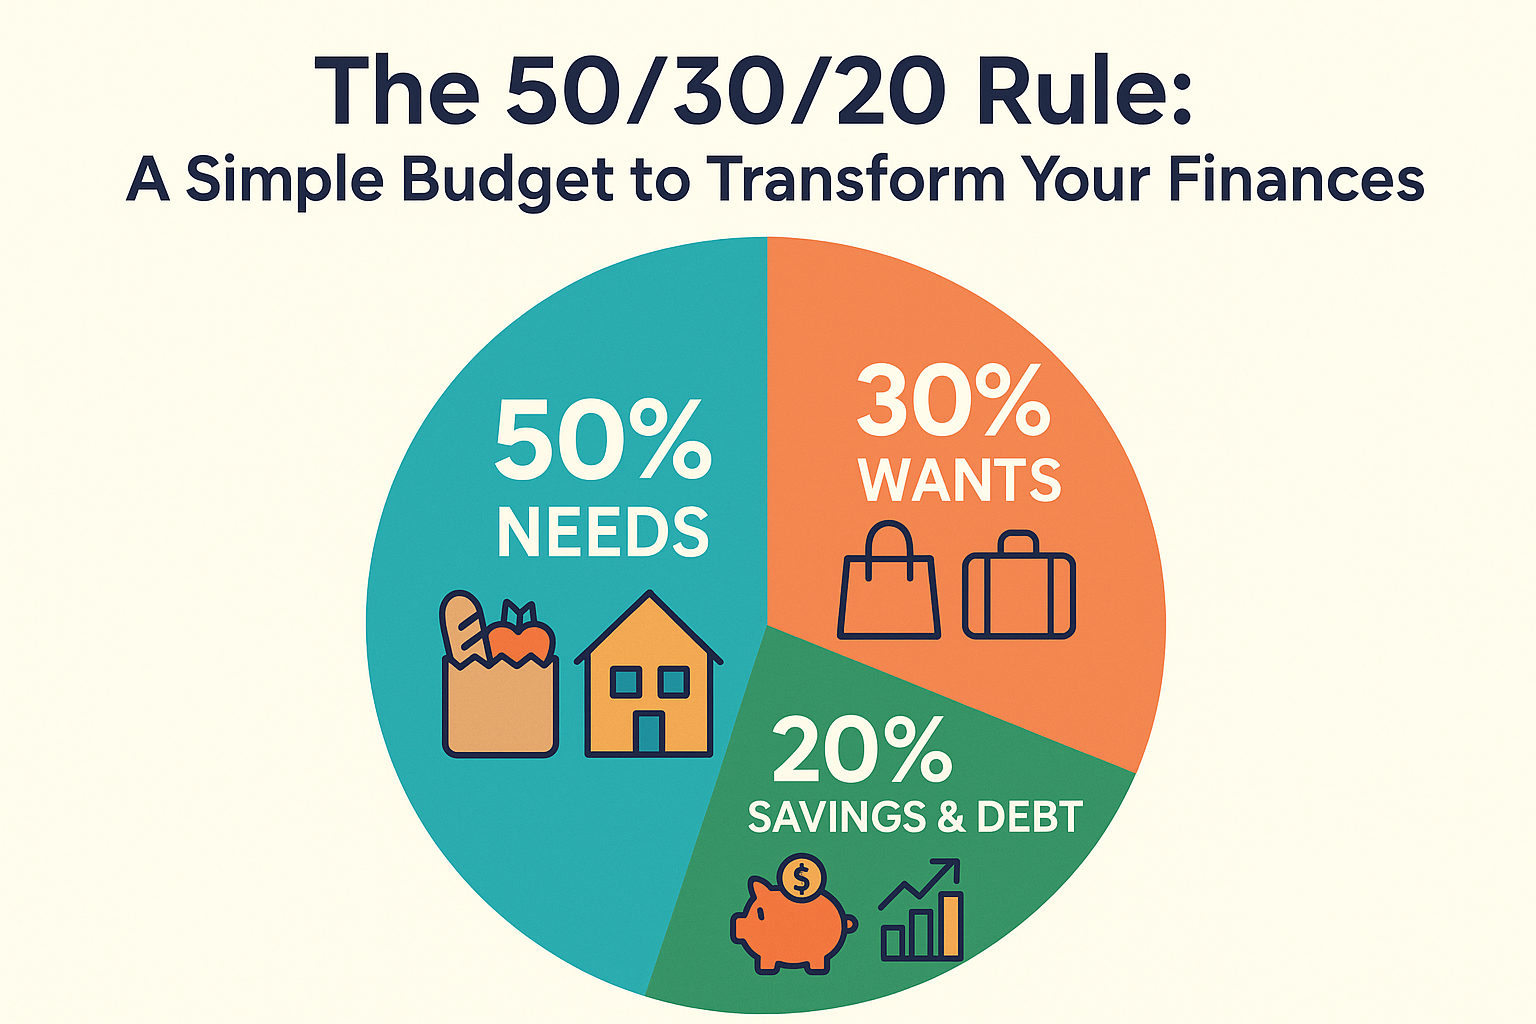 The 50/30/20 Rule:
A Simple Budget to Transform Your Finances
50%
NEEDS
30%
WANTS
20%
SAVINGS & DEBT
$